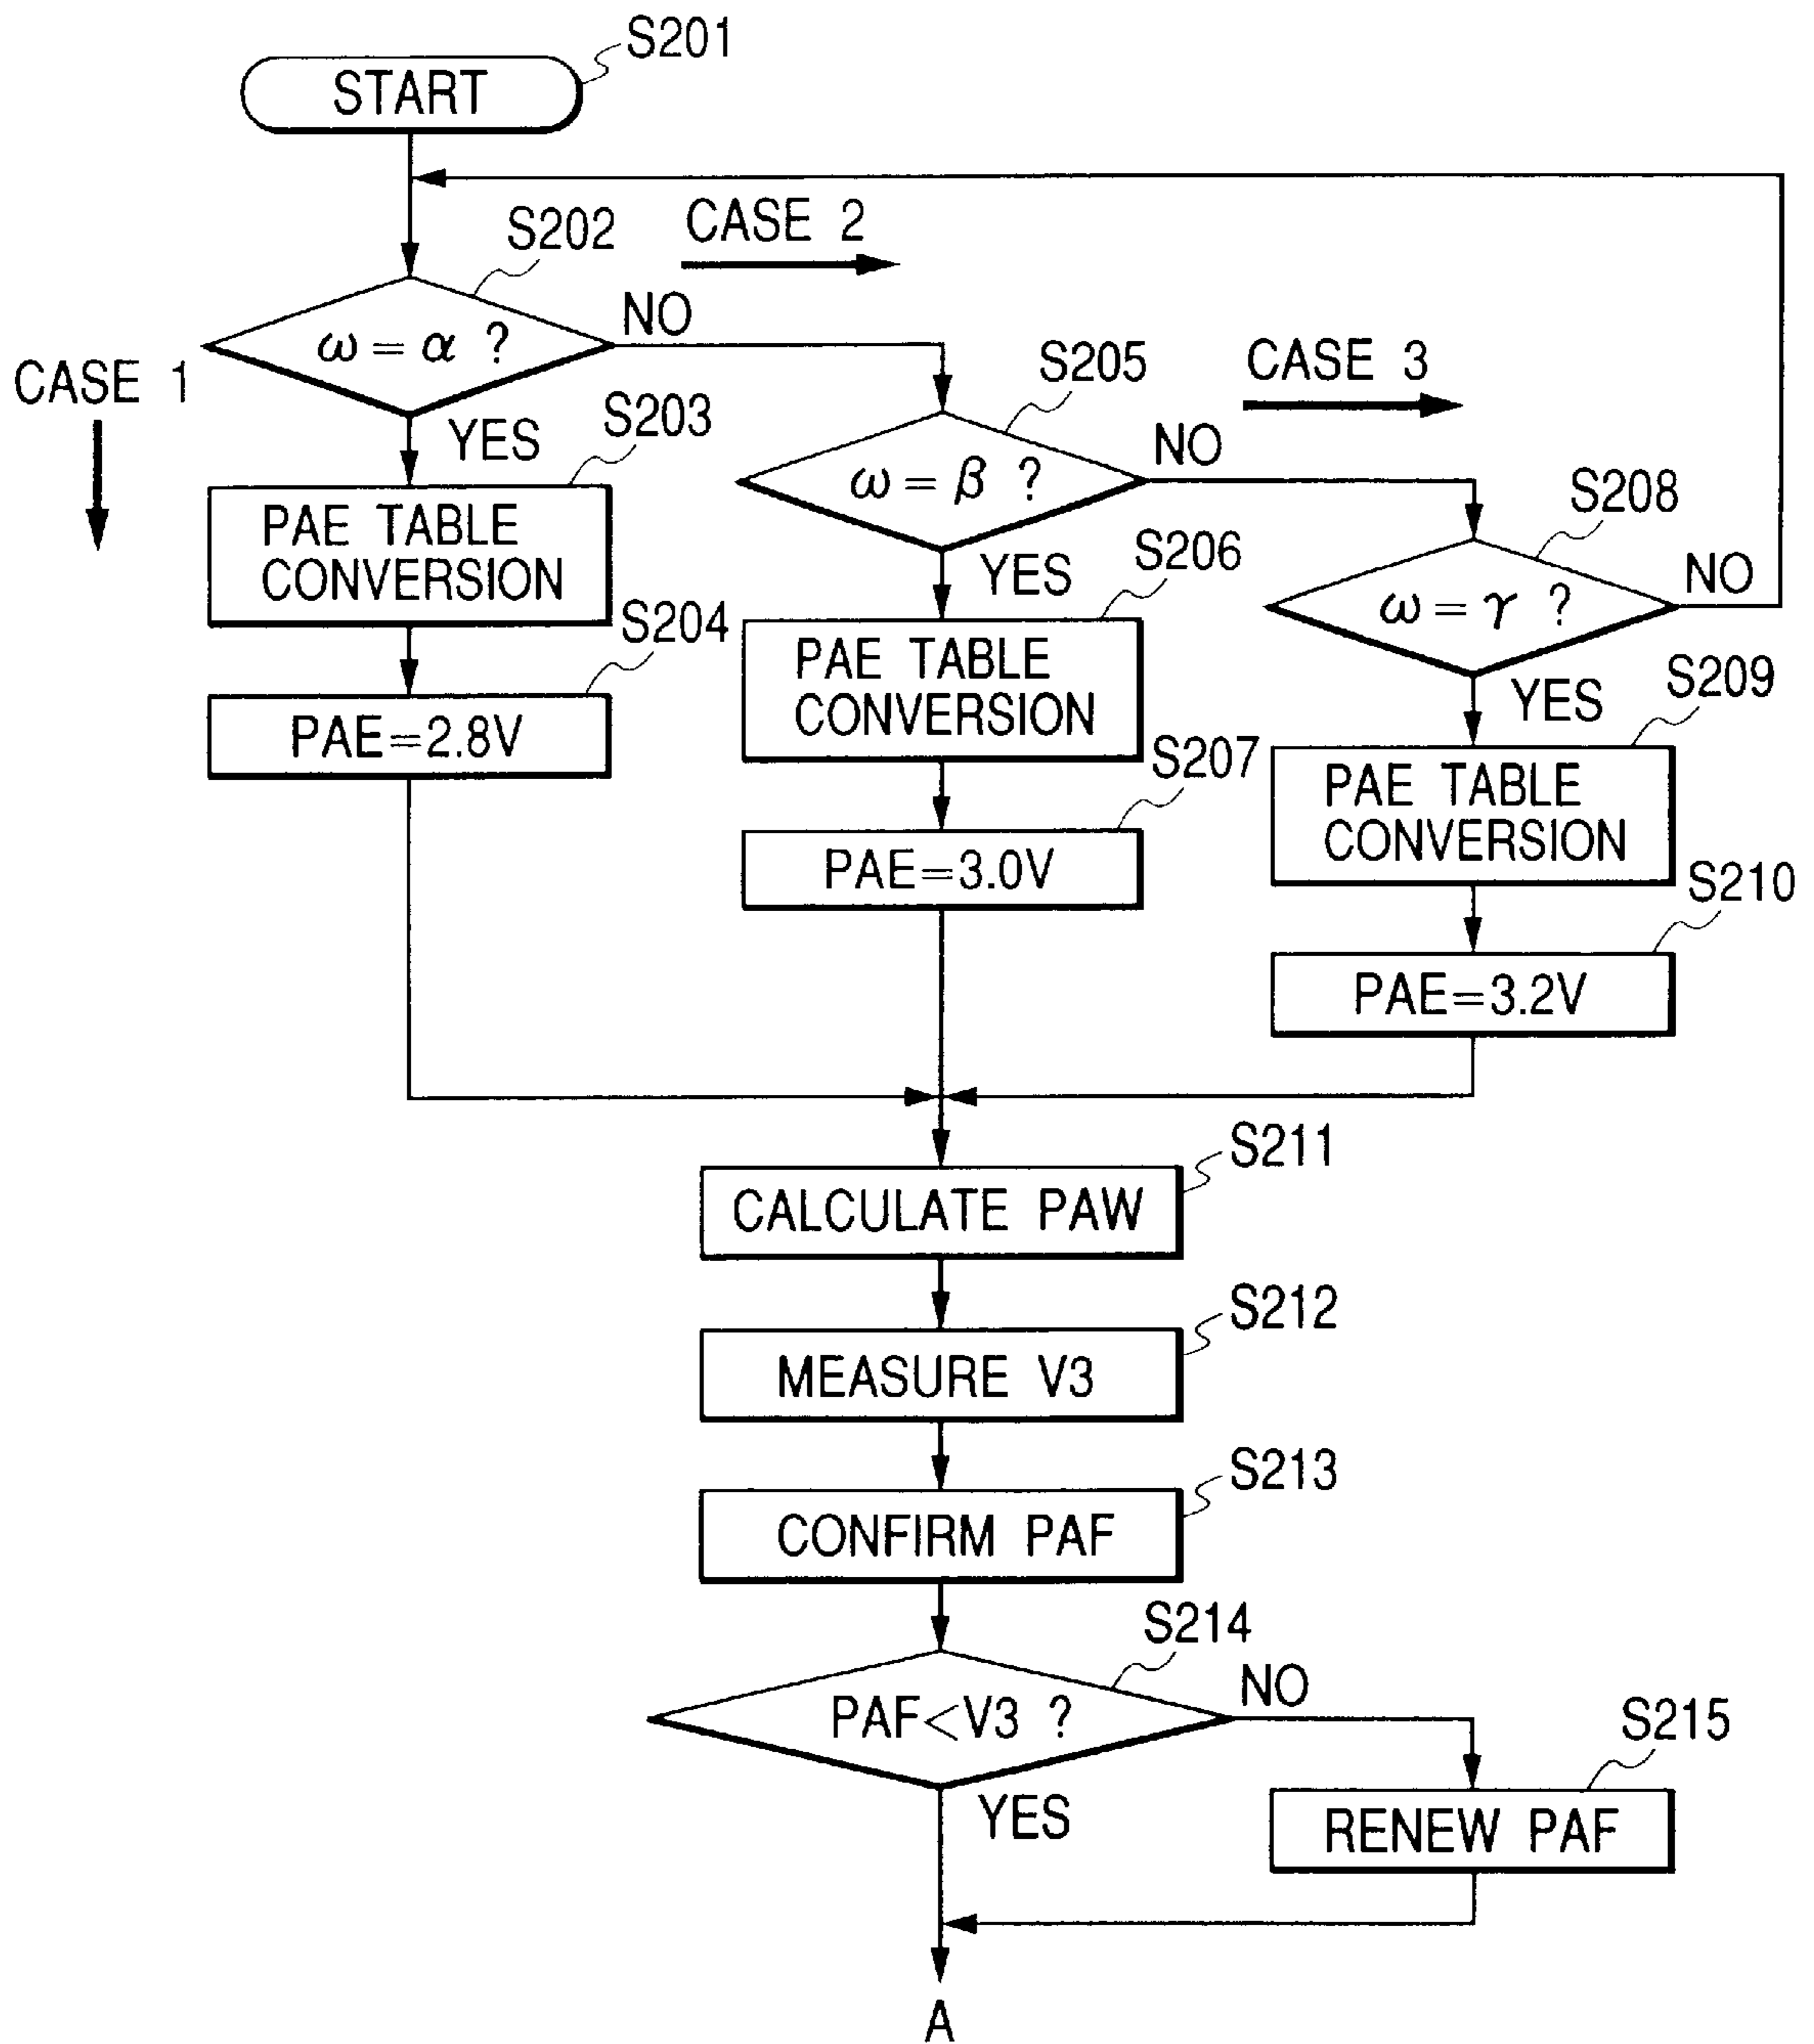 S201
START
CASE 2
S202
NO
ω = α ?
CASE 1
S205
CASE 3
YES
S203
NO
ω = β ?
S208
PAE TABLE
CONVERSION
YES
S206
NO
ω = γ ?
S204
PAE TABLE
CONVERSION
YES
S209
PAE=2.8V
S207
PAE TABLE
CONVERSION
PAE=3.0V
S210
PAE=3.2V
S211
CALCULATE PAW
S212
MEASURE V3
S213
CONFIRM PAF
S214
NO
PAF<V3 ?
S215
YES
RENEW PAF
A